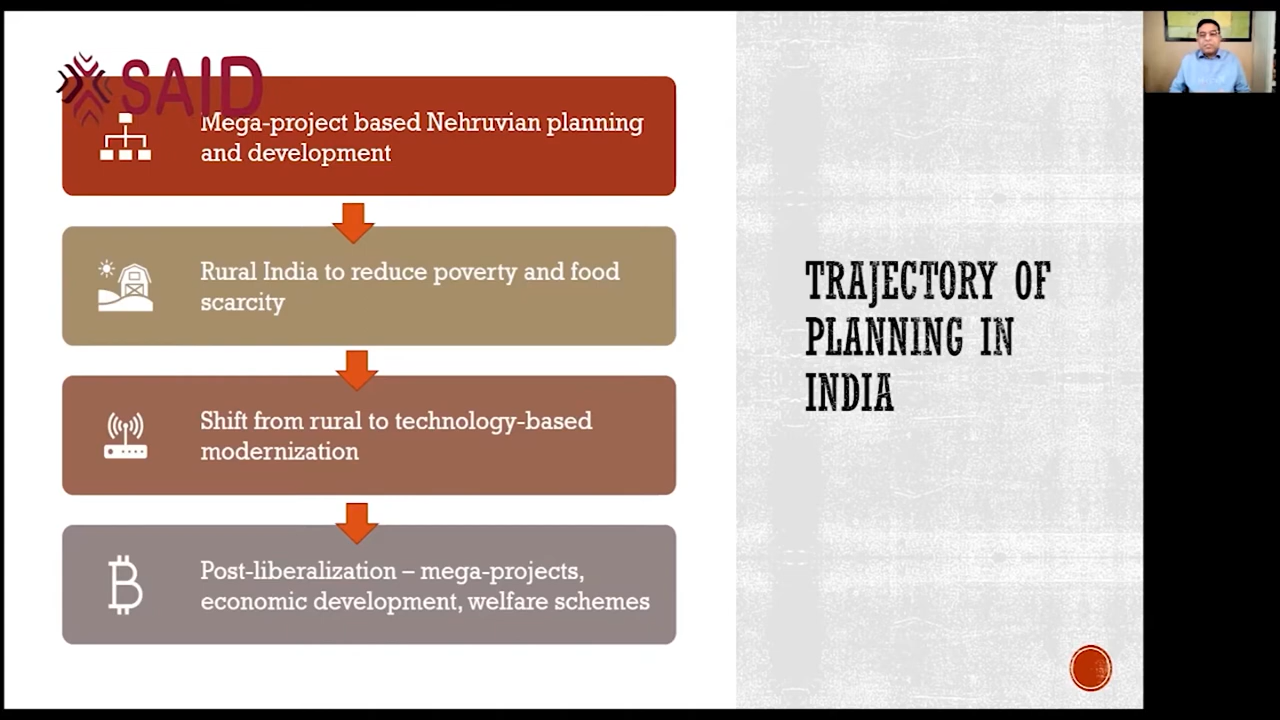 SAID
Mega-project based Nehruvian planning
and development
Rural India to reduce poverty and food
scarcity
Shift from rural to technology-based
modernization
Post-liberalization – mega-projects,
economic development, welfare schemes
TRAJECTORY OF
PLANNING IN
INDIA